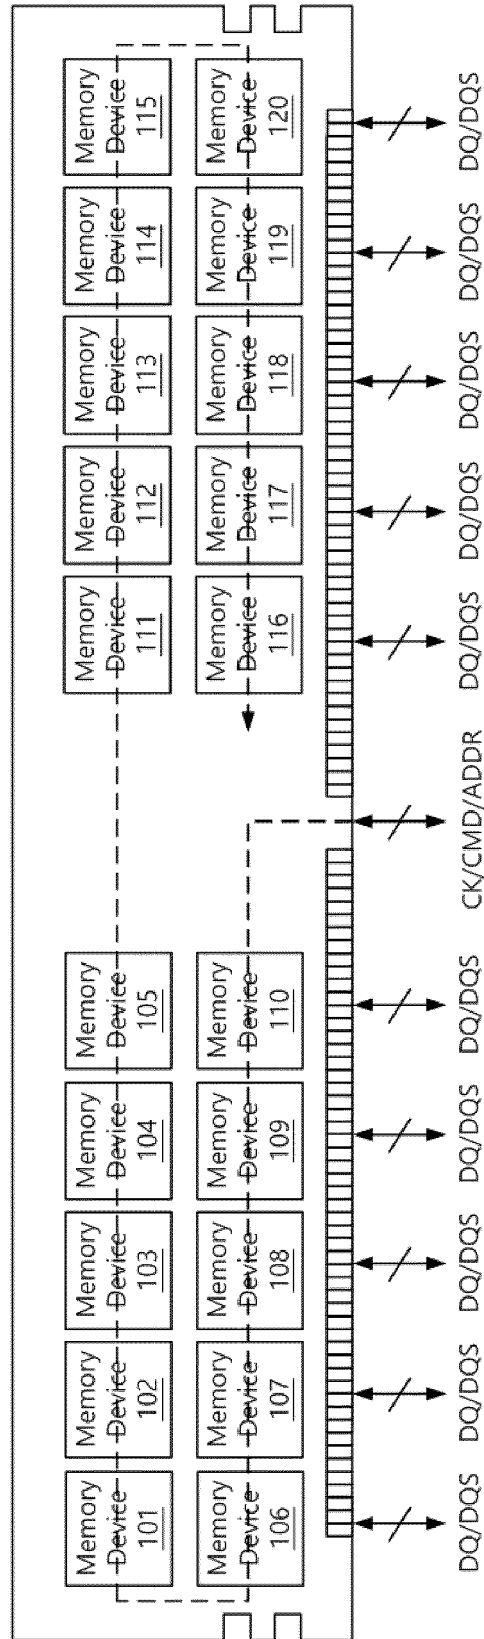 Memory
Device
101
Memory
Device
102
Memory
Device
103
Memory
Device
104
Memory
Device
105
Memory
Device
111
Memory
Device
112
Memory
Device
113
Memory
Device
114
Memory
Device
115
Memory
Device
106
Memory
Device
107
Memory
Device
108
Memory
Device
109
Memory
Device
110
Memory
Device
116
Memory
Device
117
Memory
Device
118
Memory
Device
119
Memory
Device
120
DQ/DQS
DQ/DQS
DQ/DQS
DQ/DQS
DQ/DQS
CK/CMD/ADDR
DQ/DQS
DQ/DQS
DQ/DQS
DQ/DQS
DQ/DQS